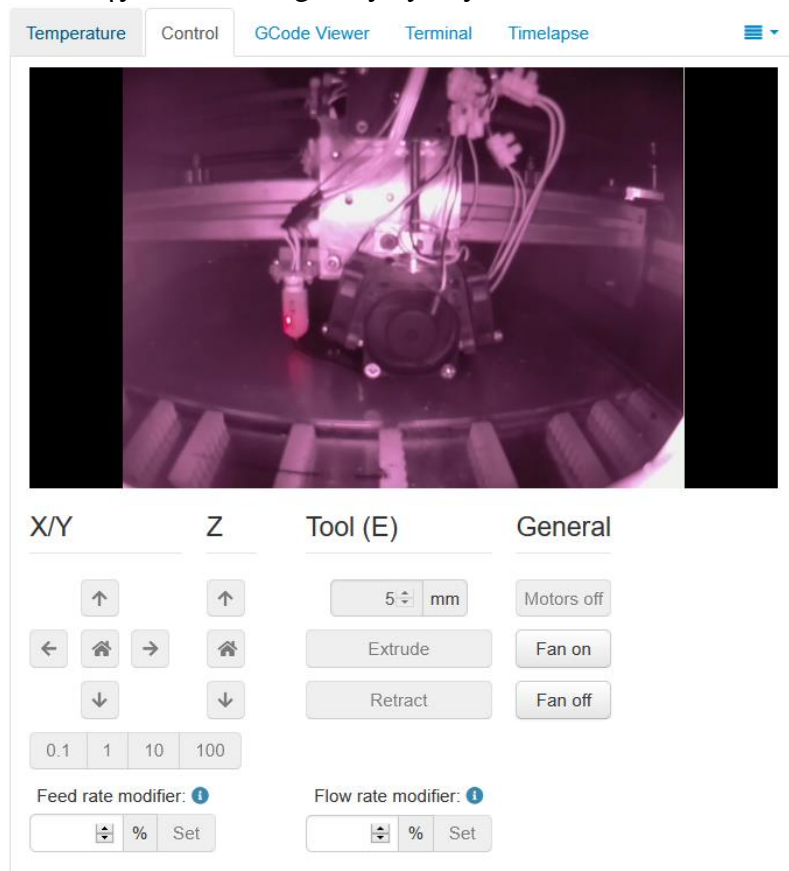 Temperature Control GCode Viewer Terminal Timelapse
X/Y Z Tool (E) General
5 mm Motors off
Extrude Fan on
Retract Fan off
0.1 1 10 100
Feed rate modifier: Flow rate modifier:
% Set % Set